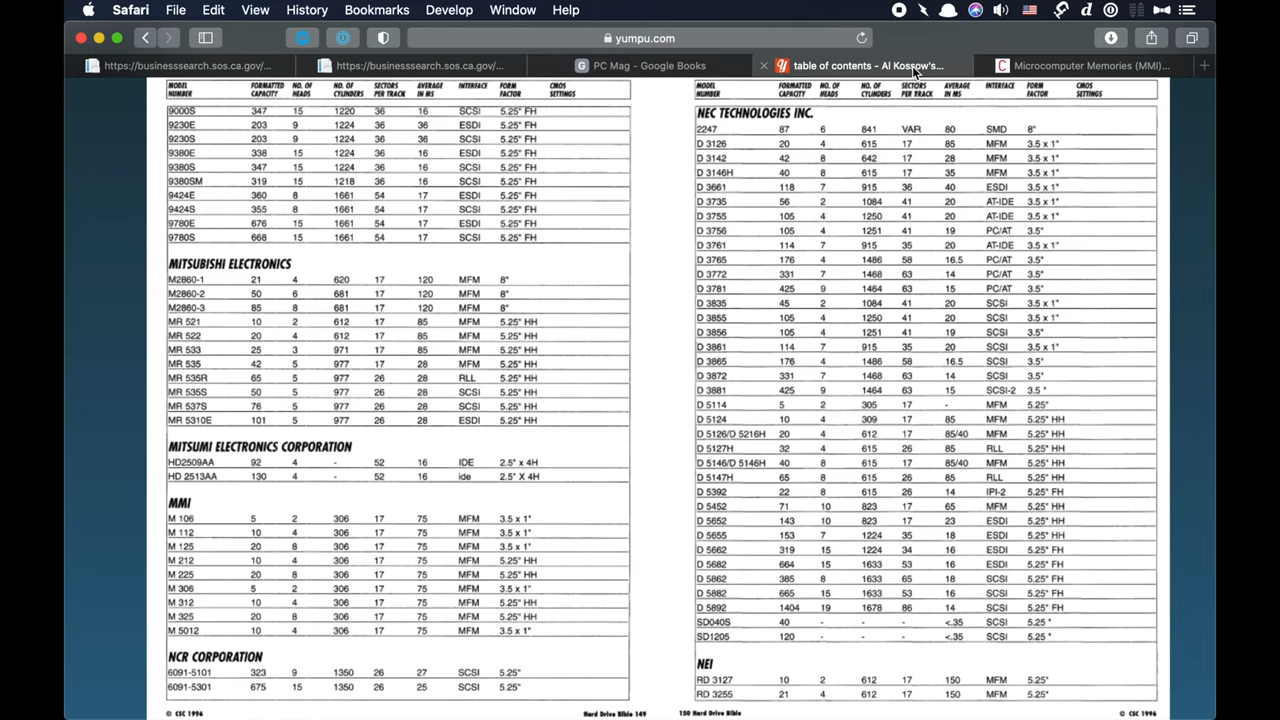 Safari File Edit View History Bookmarks Develop Window Help
yumpu.com
https://businesssearch.sos.ca.gov/... https://businesssearch.sos.ca.gov/... PC Mag - Google Books table of contents - Al Kossow's... Microcomputer Memories (MMI)...
MODEL NUMBER FORMATTED CAPACITY NO. OF HEADS NO. OF CYLINDERS SECTORS PER TRACK AVERAGE IN MS INTERFACE FORM FACTOR CMOS SETTINGS
9000S 347 15 1220 36 16 SCSI 5.25" FH
9230E 203 9 1224 36 36 ESDI 5.25" FH
9230S 203 9 1224 36 36 SCSI 5.25" FH
9380E 338 15 1224 36 16 ESDI 5.25" FH
9380S 347 15 1224 36 16 SCSI 5.25" FH
9380SM 319 15 1218 36 16 SCSI 5.25" FH
9424E 360 8 1661 54 17 ESDI 5.25" FH
9424S 355 8 1661 54 17 SCSI 5.25" FH
9780E 676 15 1661 54 17 ESDI 5.25" FH
9780S 668 15 1661 54 17 SCSI 5.25" FH
MITSUBISHI ELECTRONICS
M2860-1 21 4 620 17 120 MFM 8"
M2860-2 50 6 681 17 120 MFM 8"
M2860-3 85 8 681 17 120 MFM 8"
MR 521 10 2 612 17 85 MFM 5.25" HH
MR 522 20 4 612 17 85 MFM 5.25" HH
MR 533 25 3 971 17 85 MFM 5.25" HH
MR 535 42 5 977 17 28 MFM 5.25" HH
MR 535R 65 5 977 26 28 RLL 5.25" HH
MR 535S 50 5 977 26 28 SCSI 5.25" HH
MR 537S 76 5 977 26 28 SCSI 5.25" HH
MR 5310E 101 5 977 26 28 ESDI 5.25" HH
MITSUMI ELECTRONICS CORPORATION
HD2509AA 92 4 - 52 16 IDE 2.5" x 4H
HD 2513AA 130 4 - 52 16 ide 2.5" X 4H
MMI
M 106 5 2 306 17 75 MFM 3.5 x 1"
M 112 10 4 306 17 75 MFM 3.5 x 1"
M 125 20 8 306 17 75 MFM 3.5 x 1"
M 212 10 4 306 17 75 MFM 5.25" HH
M 225 20 8 306 17 75 MFM 5.25" HH
M 306 5 2 306 17 75 MFM 3.5 x 1"
M 312 10 4 306 17 75 MFM 5.25" HH
M 325 20 8 306 17 75 MFM 5.25" HH
M 5012 10 4 306 17 75 MFM 3.5 x 1"
NCR CORPORATION
6091-5101 323 9 1350 26 27 SCSI 5.25"
6091-5301 675 15 1350 26 25 SCSI 5.25"
© CSC 1996 Hard Drive Bible 149
MODEL NUMBER FORMATTED CAPACITY NO. OF HEADS NO. OF CYLINDERS SECTORS PER TRACK AVERAGE IN MS INTERFACE FORM FACTOR CMOS SETTINGS
NEC TECHNOLOGIES INC.
2247 87 6 841 VAR 80 SMD 8"
D 3126 20 4 615 17 85 MFM 3.5 x 1"
D 3142 42 8 642 17 28 MFM 3.5 x 1"
D 3146H 40 8 615 17 35 MFM 3.5 x 1"
D 3661 118 7 915 36 40 ESDI 3.5 x 1"
D 3735 56 2 1084 41 20 AT-IDE 3.5 x 1"
D 3755 105 4 1250 41 20 AT-IDE 3.5 x 1"
D 3756 105 4 1251 41 19 PC/AT 3.5"
D 3761 114 7 915 35 20 AT-IDE 3.5 x 1"
D 3765 176 4 1486 58 16.5 PC/AT 3.5"
D 3772 331 7 1468 63 14 PC/AT 3.5"
D 3781 425 9 1464 63 15 PC/AT 3.5"
D 3835 45 2 1084 41 20 SCSI 3.5 x 1"
D 3855 105 4 1250 41 20 SCSI 3.5 x 1"
D 3856 105 4 1251 41 19 SCSI 3.5"
D 3861 114 7 915 35 20 SCSI 3.5 x 1"
D 3865 176 4 1486 58 16.5 SCSI 3.5"
D 3872 331 7 1468 63 14 SCSI 3.5"
D 3881 425 9 1464 63 15 SCSI-2 3.5 "
D 5114 5 2 305 17 - MFM 5.25"
D 5124 10 4 309 17 85 MFM 5.25" HH
D 5126/D 5216H 20 4 612 17 85/40 MFM 5.25" HH
D 5127H 32 4 615 26 85 RLL 5.25" HH
D 5146/D 5146H 40 8 615 17 85/40 MFM 5.25" HH
D 5147H 65 8 615 26 85 RLL 5.25" HH
D 5392 22 8 615 26 14 IPI-2 5.25" FH
D 5452 71 10 823 17 65 MFM 5.25" HH
D 5652 143 10 823 17 23 ESDI 5.25" HH
D 5655 153 7 1224 35 18 ESDI 5.25" HH
D 5662 319 15 1224 34 16 ESDI 5.25" FH
D 5682 664 15 1633 53 16 ESDI 5.25" FH
D 5862 385 8 1633 65 18 SCSI 5.25" FH
D 5882 665 15 1633 53 16 SCSI 5.25" FH
D 5892 1404 19 1678 86 14 SCSI 5.25" FH
SD040S 40 - - - <.35 SCSI 5.25 "
SD1205 120 - - - <.35 SCSI 5.25 "
NEI
RD 3127 10 2 612 17 150 MFM 5.25"
RD 3255 21 4 612 17 150 MFM 5.25"
150 Hard Drive Bible © CSC 1996